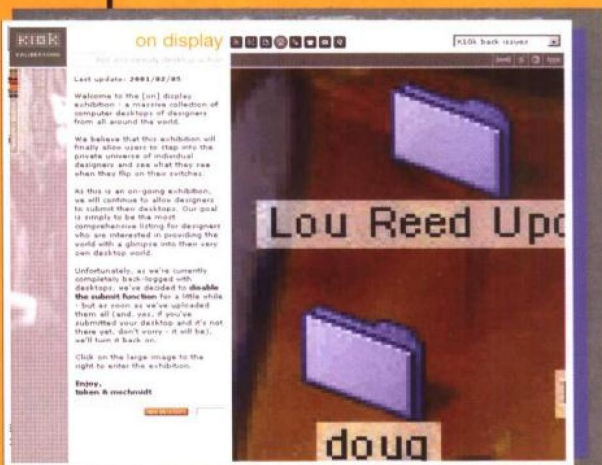 K10k
on display
K10k back issues
Last update: 2001/02/05
Welcome to the [on] display
exhibition - a massive collection of
computer desktops of designers
from all around the world.
We believe that this exhibition will
finally allow users to step into the
private universe of individual
designers and see what they see
when they flip on their switches.
As this is an on-going exhibition,
we will continue to allow designers
to submit their desktops. Our goal
is simply to be the most
comprehensive listing for designers
who are interested in providing the
world with a glimpse into their very
own desktop world.
Unfortunately, as we're currently
completely back-logged with
desktops, we've decided to disable
the submit function for a little while
- but as soon as we've uploaded
them all (and, yes, if you've
submitted your desktop and it's not
there yet, don't worry - it will be),
we'll turn it back on.
Click on the large image to the
right to enter the exhibition.
Enjoy,
token & mschmidt
Lou Reed Upd
doug